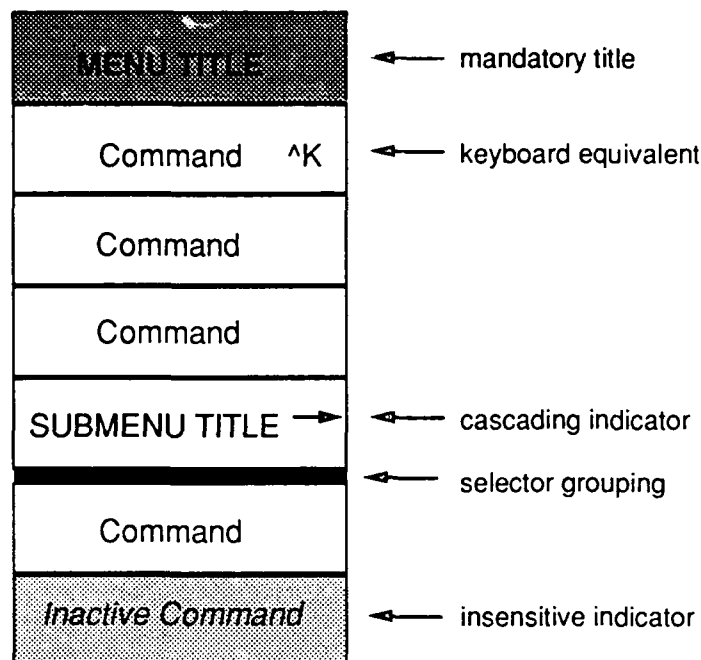 MENU TITLE mandatory title
Command ^K keyboard equivalent
Command
Command
SUBMENU TITLE → cascading indicator
selector grouping
Command
Inactive Command insensitive indicator